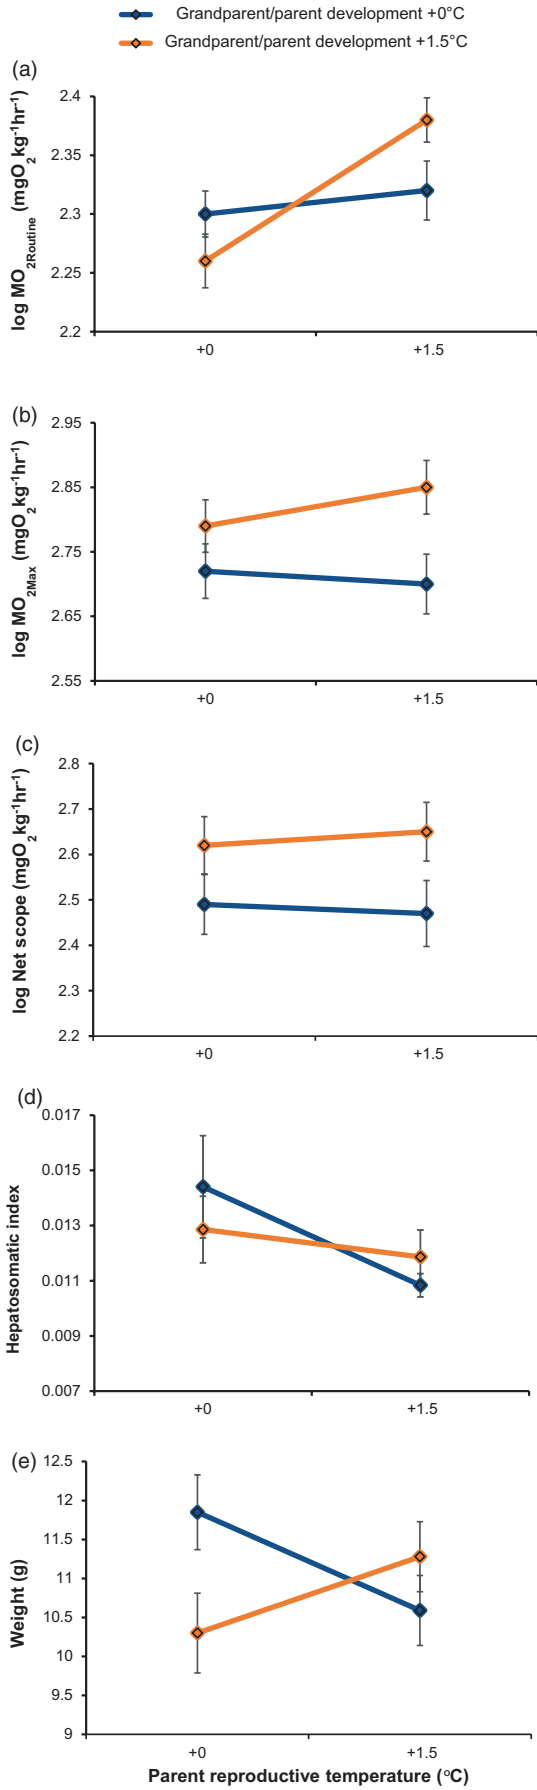 Grandparent/parent development +0°C
Grandparent/parent development +1.5°C
(a)
log MO2Routine (mgO2 kg-1hr-1)
2.4
2.35
2.3
2.25
2.2
+0 +1.5
(b)
log MO2Max (mgO2 kg-1hr-1)
2.95
2.85
2.75
2.65
2.55
+0 +1.5
(c)
log Net scope (mgO2 kg-1hr-1)
2.8
2.7
2.6
2.5
2.4
2.3
2.2
+0 +1.5
(d)
Hepatosomatic index
0.017
0.015
0.013
0.011
0.009
0.007
+0 +1.5
(e)
Weight (g)
12.5
12
11.5
11
10.5
10
9.5
9
+0 +1.5
Parent reproductive temperature (°C)